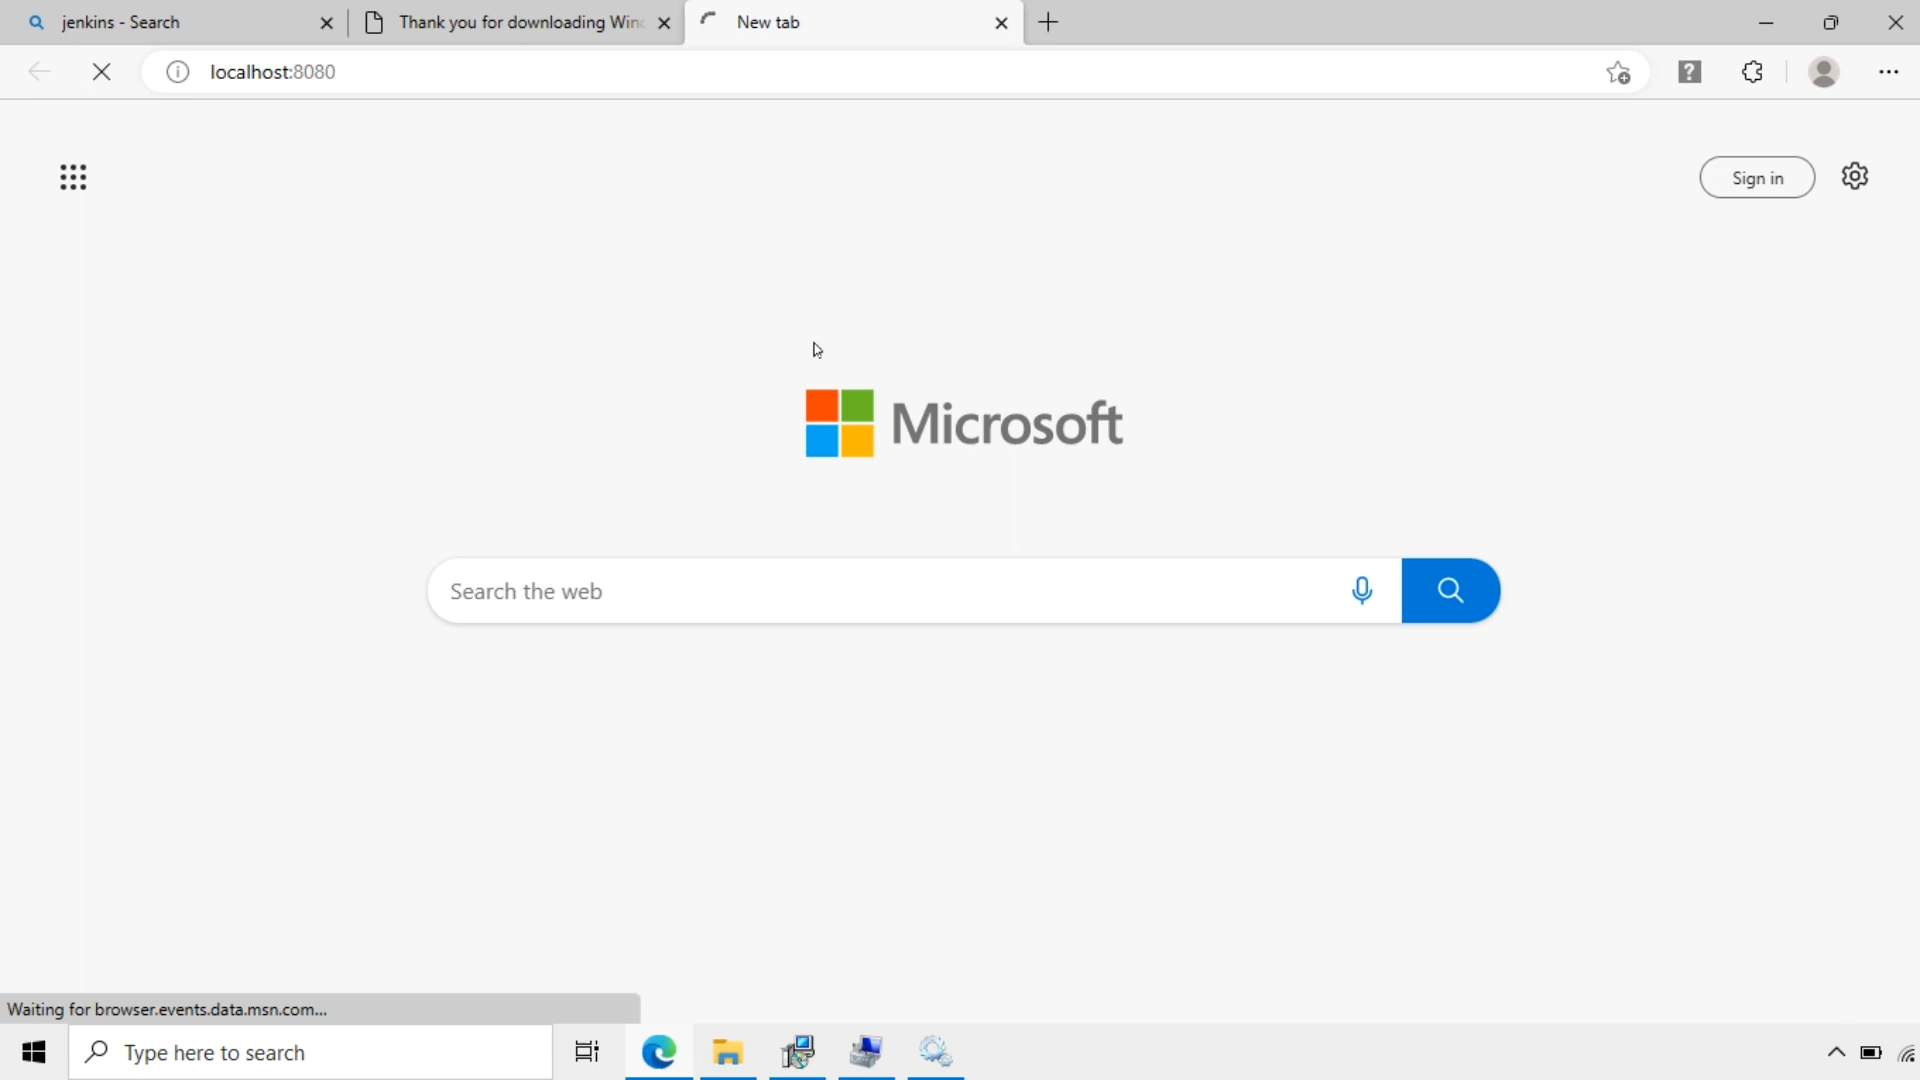 jenkins - Search
Thank you for downloading Wind
New tab
localhost:8080
Sign in
Microsoft
Search the web
Waiting for browser.events.data.msn.com...
Type here to search